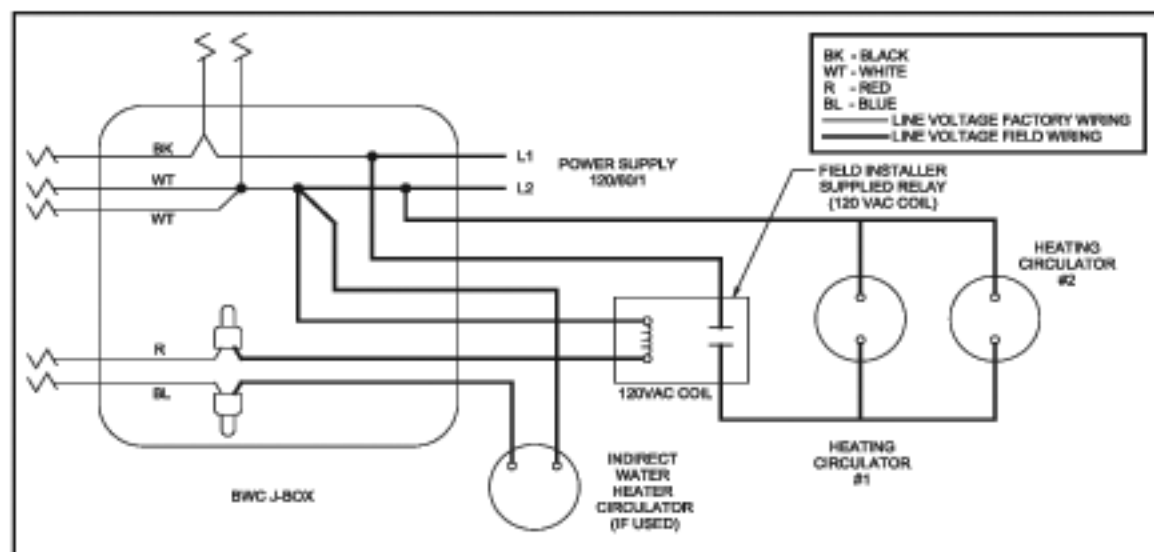 BK - BLACK
WT - WHITE
R - RED
BL - BLUE
LINE VOLTAGE FACTORY WIRING
LINE VOLTAGE FIELD WIRING
BK
WT
WT
L1
L2
POWER SUPPLY
120/60/1
FIELD INSTALLER
SUPPLIED RELAY
(120 VAC COIL)
HEATING
CIRCULATOR
#2
R
BL
120VAC COIL
HEATING
CIRCULATOR
#1
INDIRECT
WATER
HEATER
CIRCULATOR
(IF USED)
BWC J-BOX